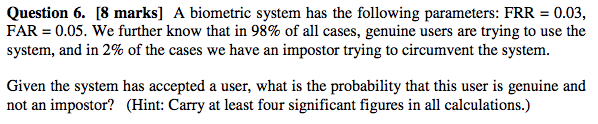 Question 6. [8 marks] A biometric system has the following parameters: FRR = 0.03,
FAR = 0.05. We further know that in 98% of all cases, genuine users are trying to use the
system, and in 2% of the cases we have an impostor trying to circumvent the system.
Given the system has accepted a user, what is the probability that this user is genuine and
not an impostor? (Hint: Carry at least four significant figures in all calculations.)